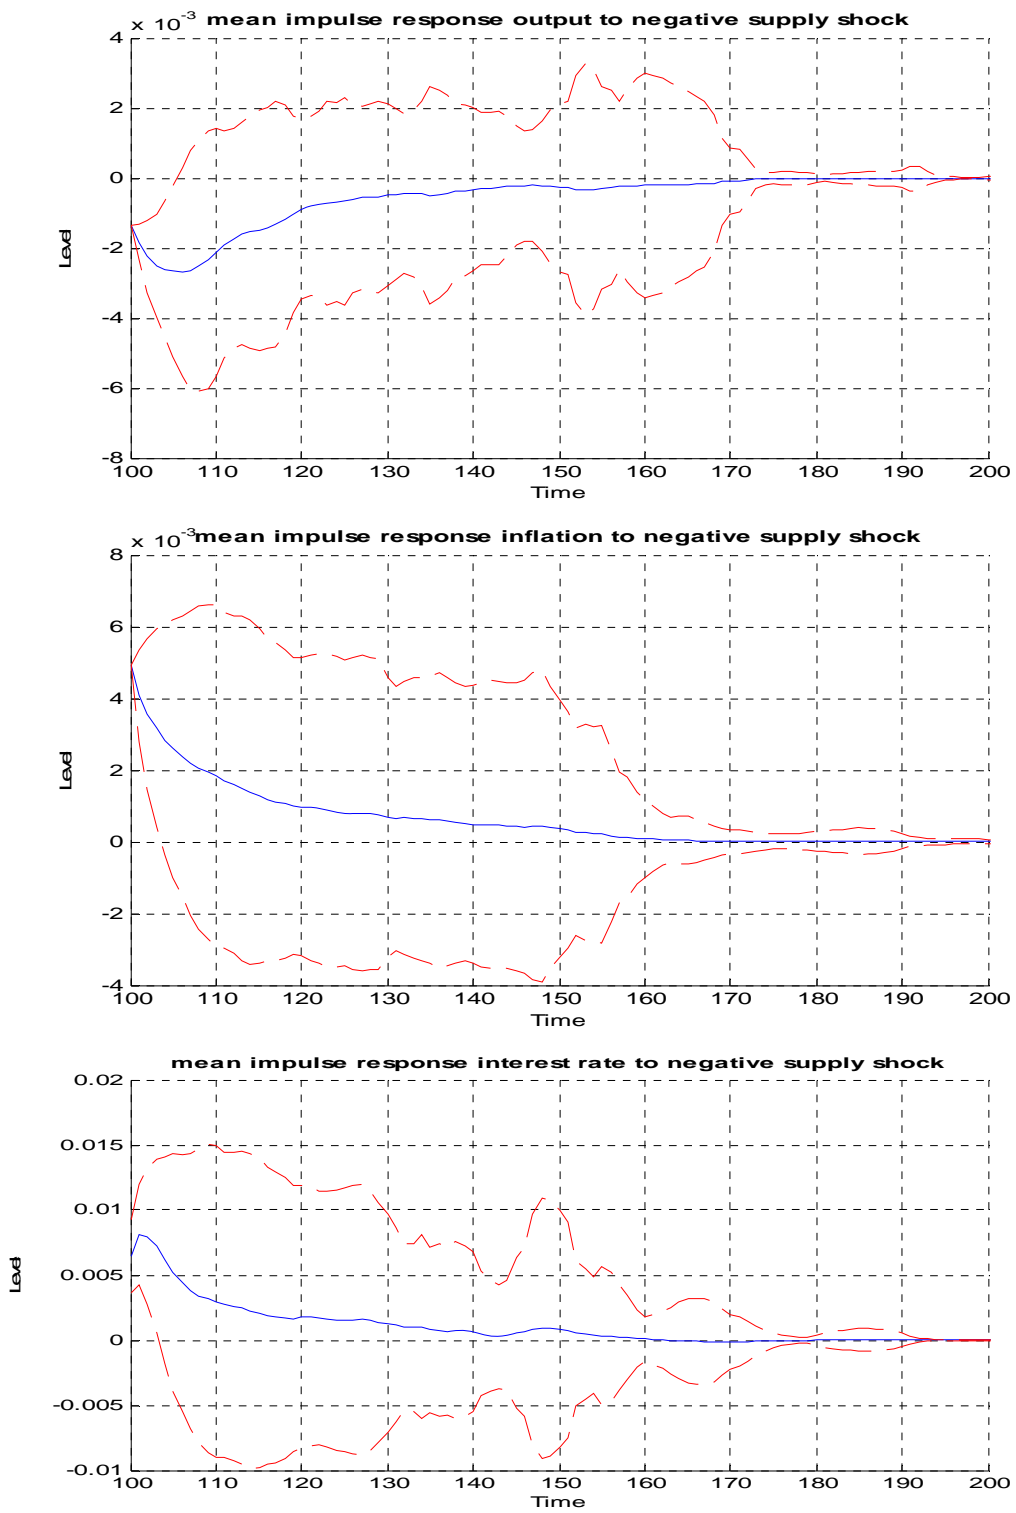 x 10-3 mean impulse response output to negative supply shock
4
2
0
-2
-4
-6
-8
Level
100 110 120 130 140 150 160 170 180 190 200
Time
x 10-3 mean impulse response inflation to negative supply shock
8
6
4
2
0
-2
-4
Level
100 110 120 130 140 150 160 170 180 190 200
Time
mean impulse response interest rate to negative supply shock
0.02
0.015
0.01
0.005
0
-0.005
-0.01
Level
100 110 120 130 140 150 160 170 180 190 200
Time